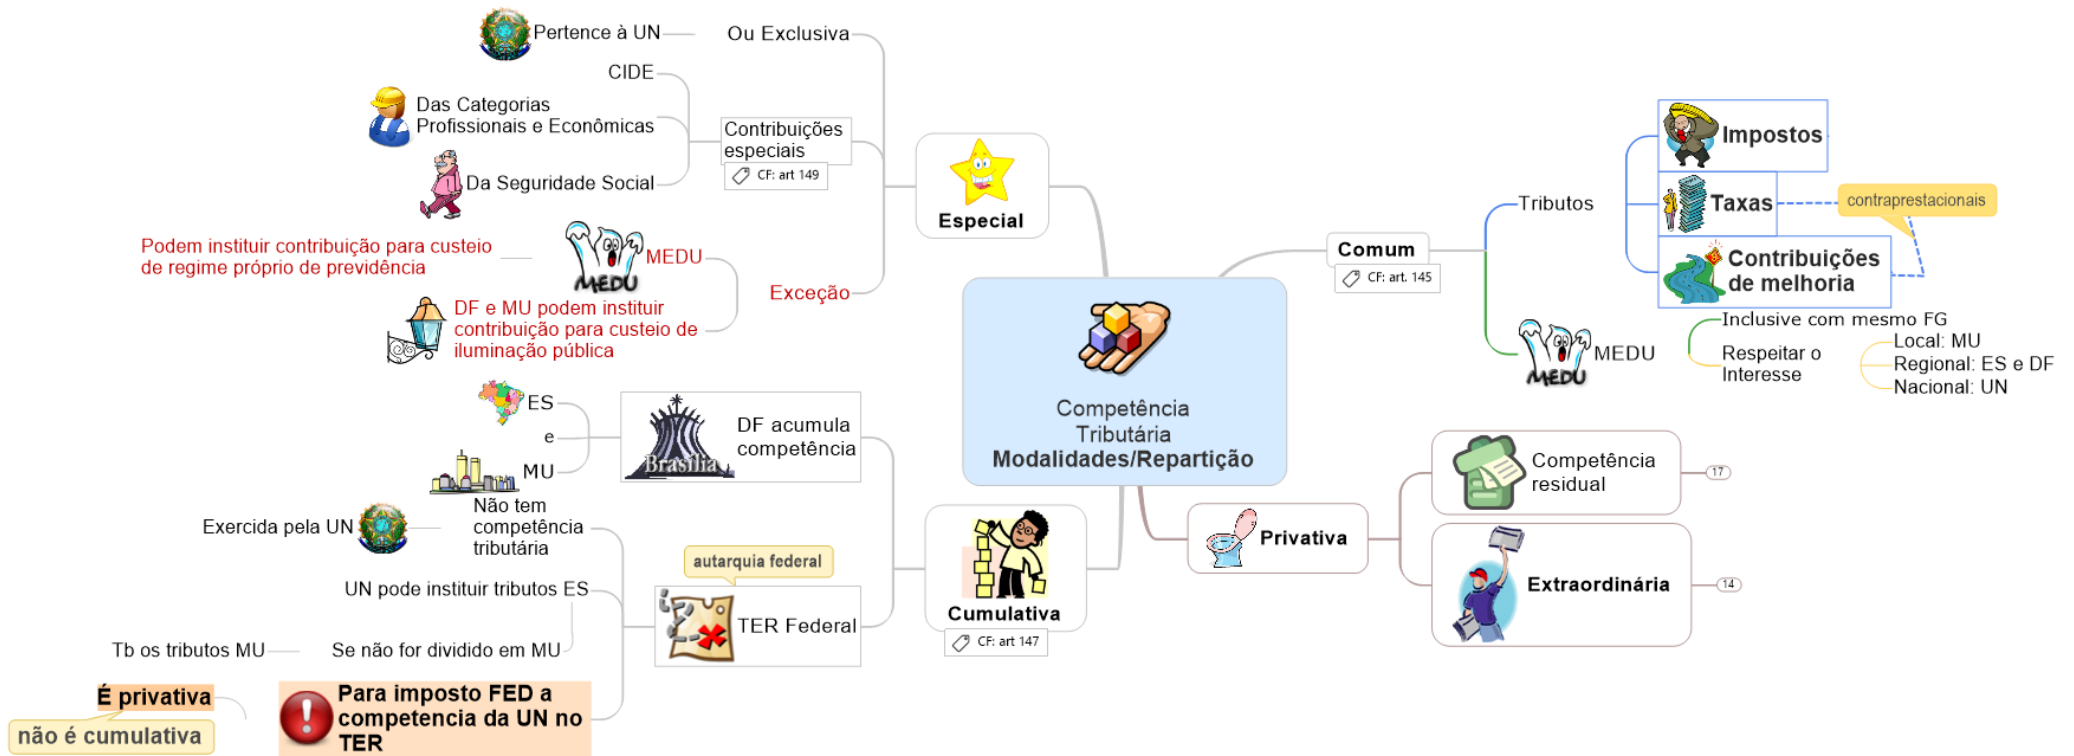 Competência
Tributária
Modalidades/Repartição
Especial
Ou Exclusiva
Pertence à UN
Contribuições
especiais
CF: art 149
CIDE
Das Categorias
Profissionais e Econômicas
Da Seguridade Social
Exceção
MEDU
MEDU
Podem instituir contribuição para custeio
de regime próprio de previdência
DF e MU podem instituir
contribuição para custeio de
iluminação pública
Cumulativa
CF: art 147
DF acumula
competência
Brasília
ES
e
MU
TER Federal
autarquia federal
Não tem
competência
tributária
Exercida pela UN
UN pode instituir tributos ES
Se não for dividido em MU
Tb os tributos MU
Para imposto FED a
competencia da UN no
TER
É privativa
não é cumulativa
Comum
CF: art. 145
Tributos
Impostos
Taxas
Contribuições
de melhoria
contraprestacionais
MEDU
MEDU
Inclusive com mesmo FG
Respeitar o
Interesse
Local: MU
Regional: ES e DF
Nacional: UN
Privativa
Competência
residual
17
Extraordinária
14